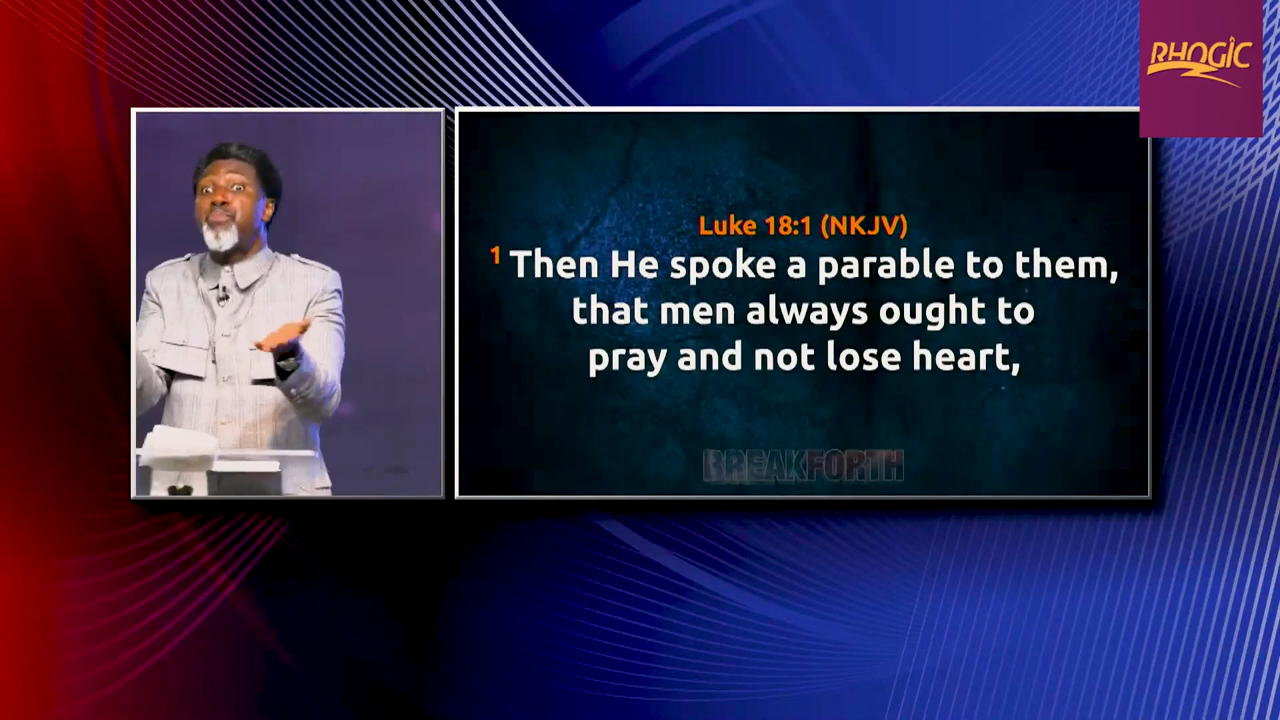 RHOGIC
Luke 18:1 (NKJV)
1 Then He spoke a parable to them,
that men always ought to
pray and not lose heart,
BREAKFORTH